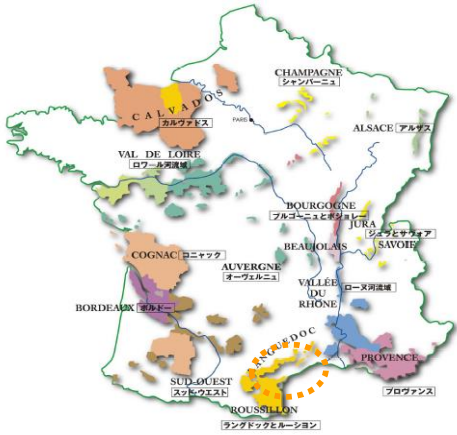 CHAMPAGNE
シャンパーニュ
CALVADOS
カルヴァドス
PARIS
ALSACE アルザス
VAL DE LOIRE
ロワール河流域
BOURGOGNE
ブルゴーニュとボジョレー
JURA
ジュラとサヴォア
SAVOIE
BEAUJOLAIS
COGNAC コニャック
AUVERGNE
オーヴェルニュ
VALLÉE
DU
RHÔNE
ローヌ河流域
BORDEAUX ボルドー
LANGUEDOC
PROVENCE
プロヴァンス
SUD-OUEST
スッド・ウエスト
ROUSSILLON
ラングドックとルーション